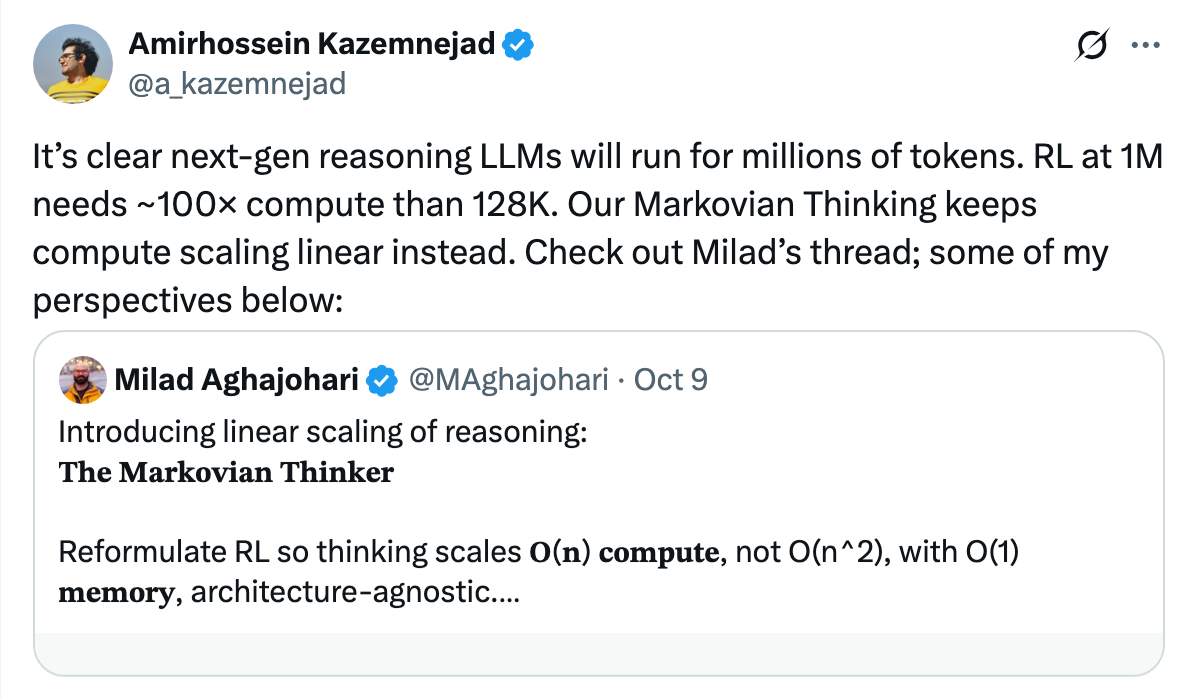 Amirhossein Kazemnejad
@a_kazemnejad
It’s clear next-gen reasoning LLMs will run for millions of tokens. RL at 1M
needs ~100× compute than 128K. Our Markovian Thinking keeps
compute scaling linear instead. Check out Milad’s thread; some of my
perspectives below:
Milad Aghajohari @MAghajohari · Oct 9
Introducing linear scaling of reasoning:
𝐓𝐡𝐞 𝐌𝐚𝐫𝐤𝐨𝐯𝐢𝐚𝐧 𝐓𝐡𝐢𝐧𝐤𝐞𝐫
Reformulate RL so thinking scales 𝐎(𝐧) 𝐜𝐨𝐦𝐩𝐮𝐭𝐞, not O(n^2), with O(1)
𝐦𝐞𝐦𝐨𝐫𝐲, architecture-agnostic....